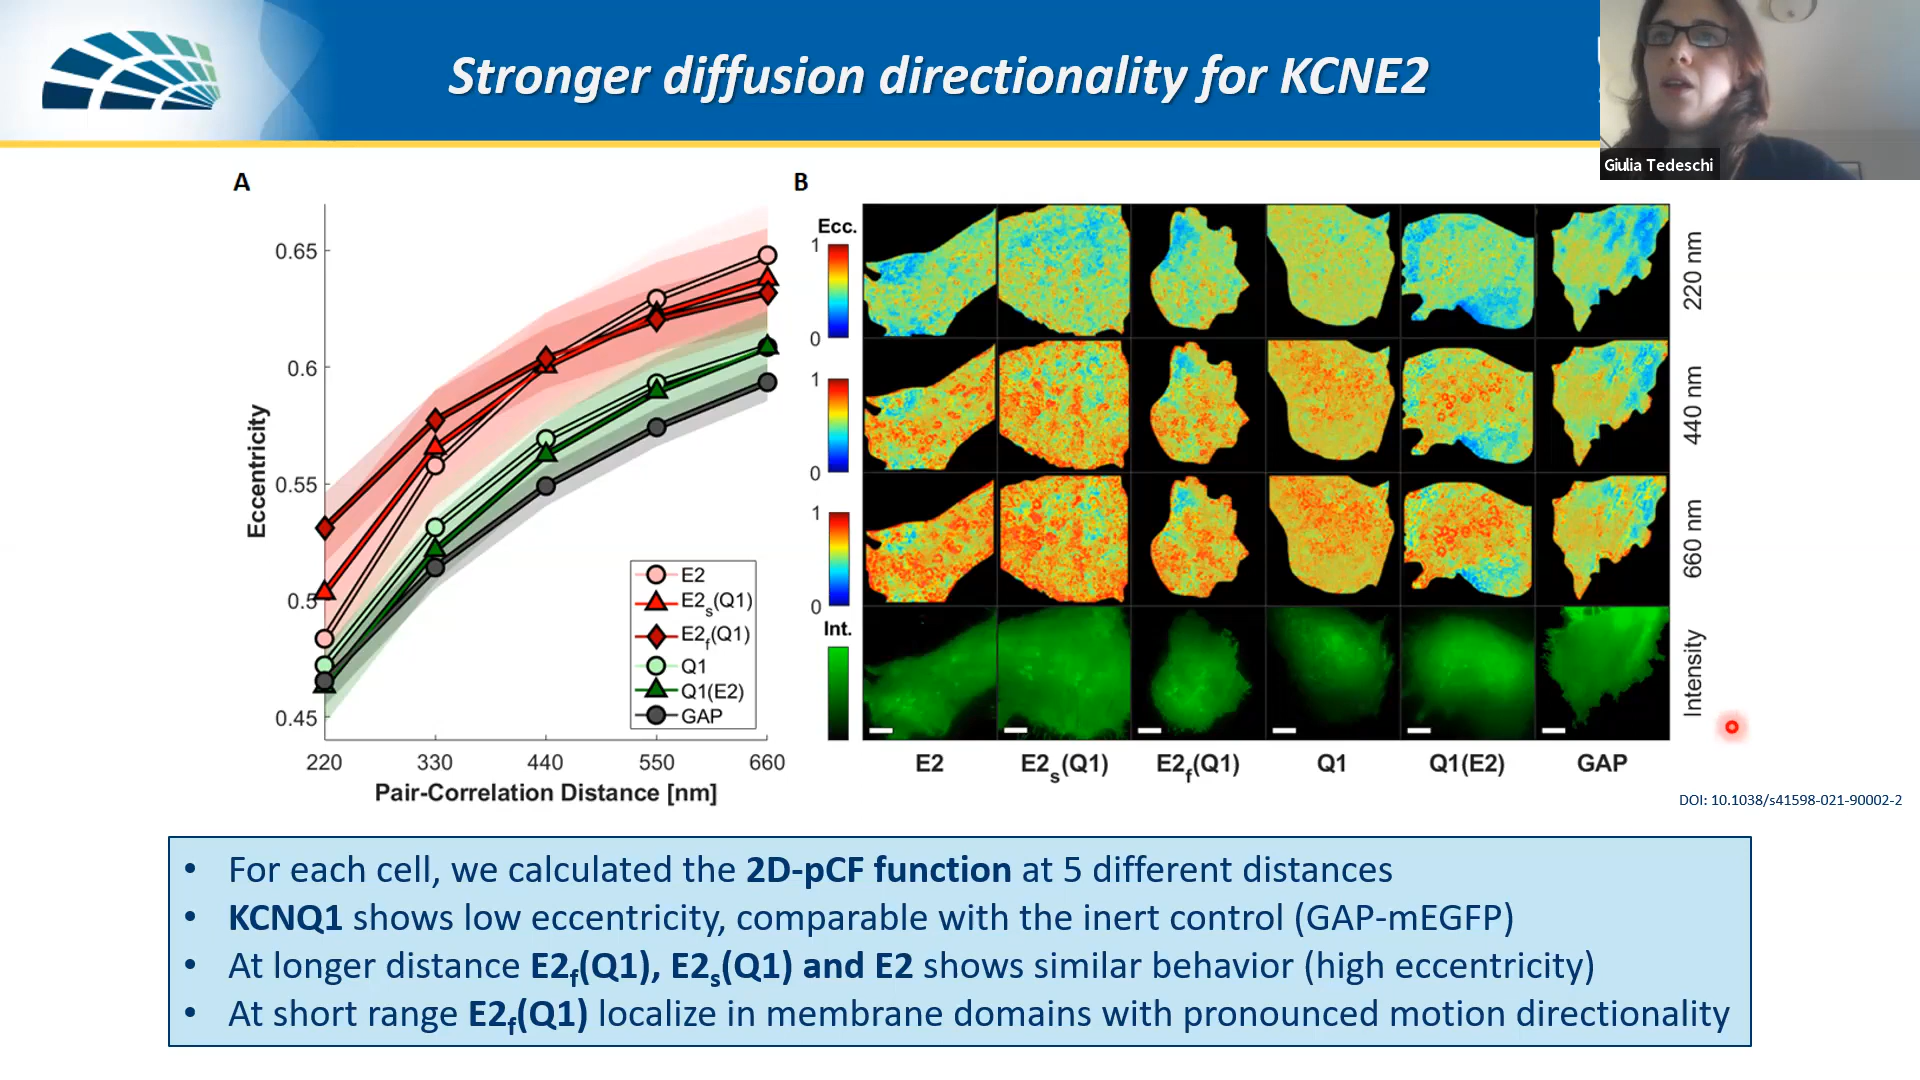 Stronger diffusion directionality for KCNE2
Giulia Tedeschi
A
B
0.65
0.6
0.55
0.5
0.45
Eccentricity
220
330
440
550
660
Pair-Correlation Distance [nm]
E2
E2s(Q1)
E2f(Q1)
Q1
Q1(E2)
GAP
Ecc.
1
0
1
0
1
0
Int.
220 nm
440 nm
660 nm
Intensity
E2
E2s(Q1)
E2f(Q1)
Q1
Q1(E2)
GAP
DOI: 10.1038/s41598-021-90002-2
• For each cell, we calculated the 2D-pCF function at 5 different distances
• KCNQ1 shows low eccentricity, comparable with the inert control (GAP-mEGFP)
• At longer distance E2f(Q1), E2s(Q1) and E2 shows similar behavior (high eccentricity)
• At short range E2f(Q1) localize in membrane domains with pronounced motion directionality